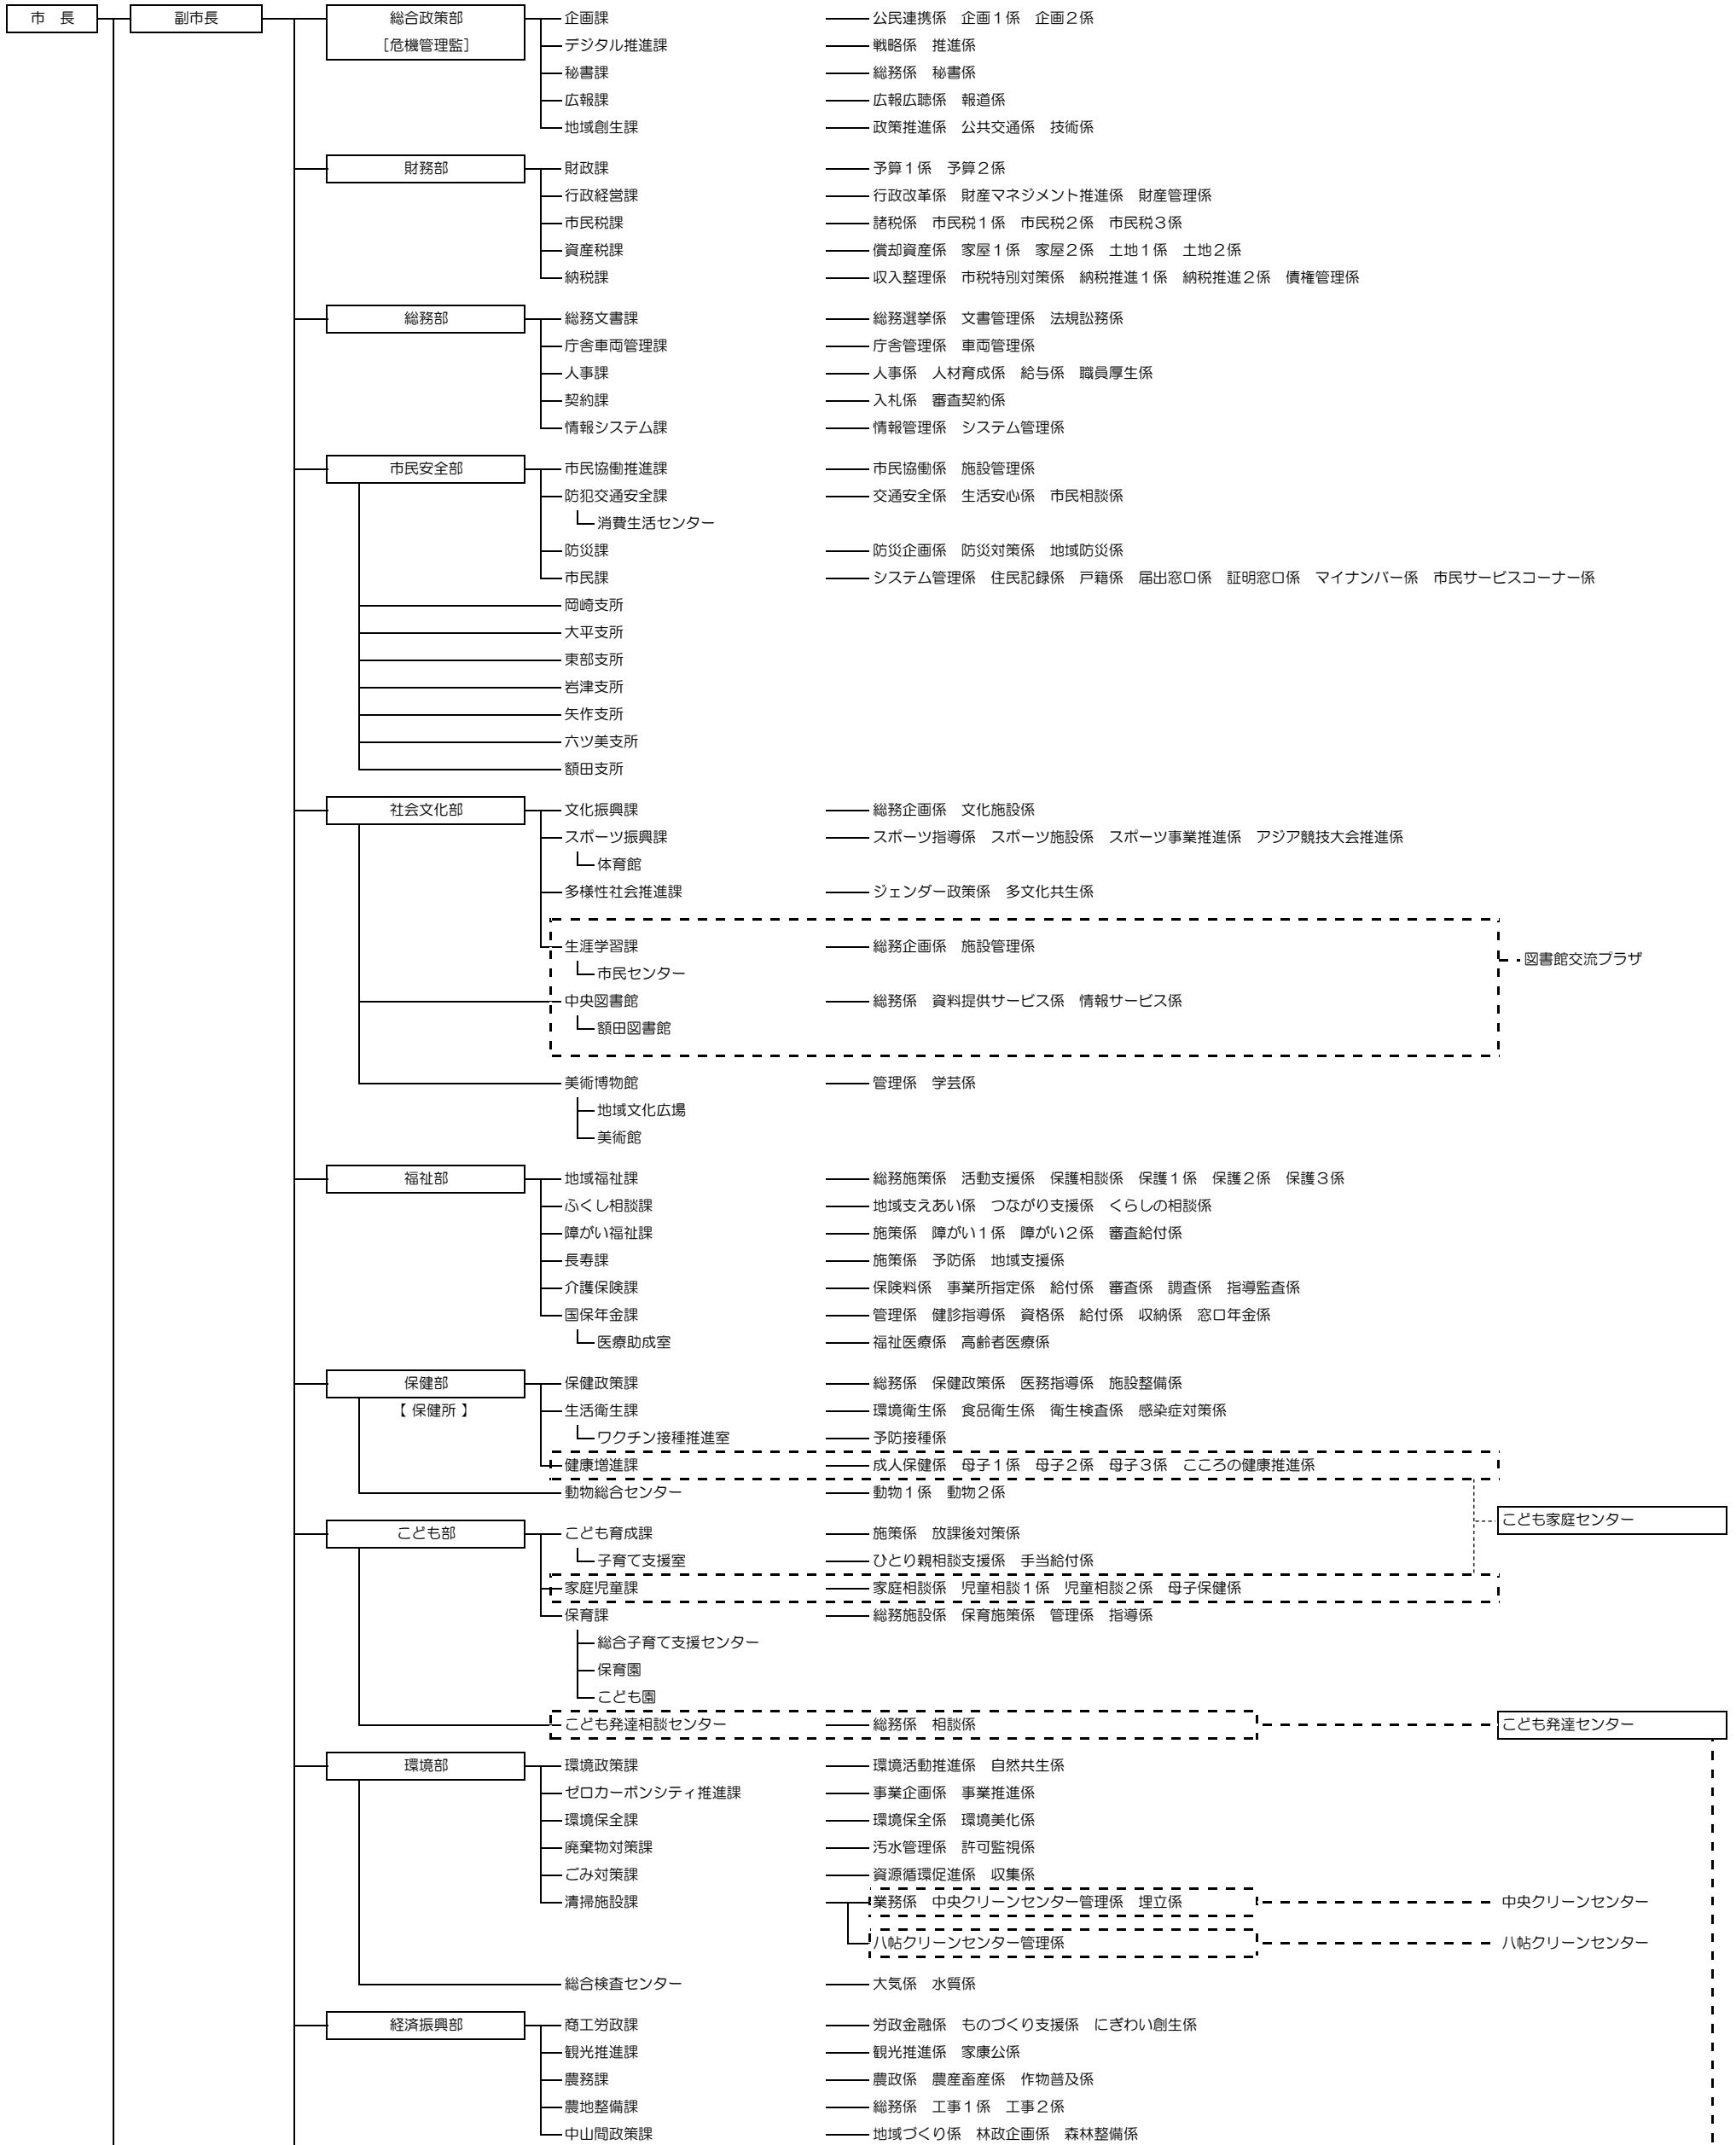 市　長　副市長　総合政策部　企画課　公民連携係　企画１係　企画２係
［危機管理監］　デジタル推進課　戦略係　推進係
秘書課　総務係　秘書係
広報課　広報広聴係　報道係
地域創生課　政策推進係　公共交通係　技術係
財務部　財政課　予算１係　予算２係
行政経営課　行政改革係　財産マネジメント推進係　財産管理係
市民税課　諸税係　市民税１係　市民税２係　市民税３係
資産税課　償却資産係　家屋１係　家屋２係　土地１係　土地２係
納税課　収入整理係　市税特別対策係　納税推進１係　納税推進２係　債権管理係
総務部　総務文書課　総務選挙係　文書管理係　法規訟務係
庁舎車両管理課　庁舎管理係　車両管理係
人事課　人事係　人材育成係　給与係　職員厚生係
契約課　入札係　審査契約係
情報システム課　情報管理係　システム管理係
市民安全部　市民協働推進課　市民協働係　施設管理係
防犯交通安全課　交通安全係　生活安心係　市民相談係
消費生活センター
防災課　防災企画係　防災対策係　地域防災係
市民課　システム管理係　住民記録係　戸籍係　届出窓口係　証明窓口係　マイナンバー係　市民サービスコーナー係
岡崎支所
大平支所
東部支所
岩津支所
矢作支所
六ツ美支所
額田支所
社会文化部　文化振興課　総務企画係　文化施設係
スポーツ振興課　スポーツ指導係　スポーツ施設係　スポーツ事業推進係　アジア競技大会推進係
体育館
多様性社会推進課　ジェンダー政策係　多文化共生係
生涯学習課　総務企画係　施設管理係
図書館交流プラザ
市民センター
中央図書館　総務係　資料提供サービス係　情報サービス係
額田図書館
美術博物館　管理係　学芸係
地域文化広場
美術館
福祉部　地域福祉課　総務施策係　活動支援係　保護相談係　保護１係　保護２係　保護３係
ふくし相談課　地域支えあい係　つながり支援係　くらしの相談係
障がい福祉課　施策係　障がい１係　障がい２係　審査給付係
長寿課　施策係　予防係　地域支援係
介護保険課　保険料係　事業所指定係　給付係　審査係　調査係　指導監査係
国保年金課　管理係　健診指導係　資格係　給付係　収納係　窓口年金係
医療助成室　福祉医療係　高齢者医療係
保健部　保健政策課　総務係　保健政策係　医務指導係　施設整備係
【 保健所 】　生活衛生課　環境衛生係　食品衛生係　衛生検査係　感染症対策係
ワクチン接種推進室　予防接種係
健康増進課　成人保健係　母子１係　母子２係　母子３係　こころの健康推進係
動物総合センター　動物１係　動物２係
こども家庭センター
こども部　こども育成課　施策係　放課後対策係
子育て支援室　ひとり親相談支援係　手当給付係
家庭児童課　家庭相談係　児童相談１係　児童相談２係　母子保健係
保育課　総務施設係　保育施策係　管理係　指導係
総合子育て支援センター
保育園
こども園
こども発達相談センター　総務係　相談係　こども発達センター
環境部　環境政策課　環境活動推進係　自然共生係
ゼロカーボンシティ推進課　事業企画係　事業推進係
環境保全課　環境保全係　環境美化係
廃棄物対策課　汚水管理係　許可監視係
ごみ対策課　資源循環促進係　収集係
清掃施設課　業務係　中央クリーンセンター管理係　埋立係　中央クリーンセンター
八帖クリーンセンター管理係　八帖クリーンセンター
総合検査センター　大気係　水質係
経済振興部　商工労政課　労政金融係　ものづくり支援係　にぎわい創生係
観光推進課　観光推進係　家康公係
農務課　農政係　農産畜産係　作物普及係
農地整備課　総務係　工事１係　工事２係
中山間政策課　地域づくり係　林政企画係　森林整備係